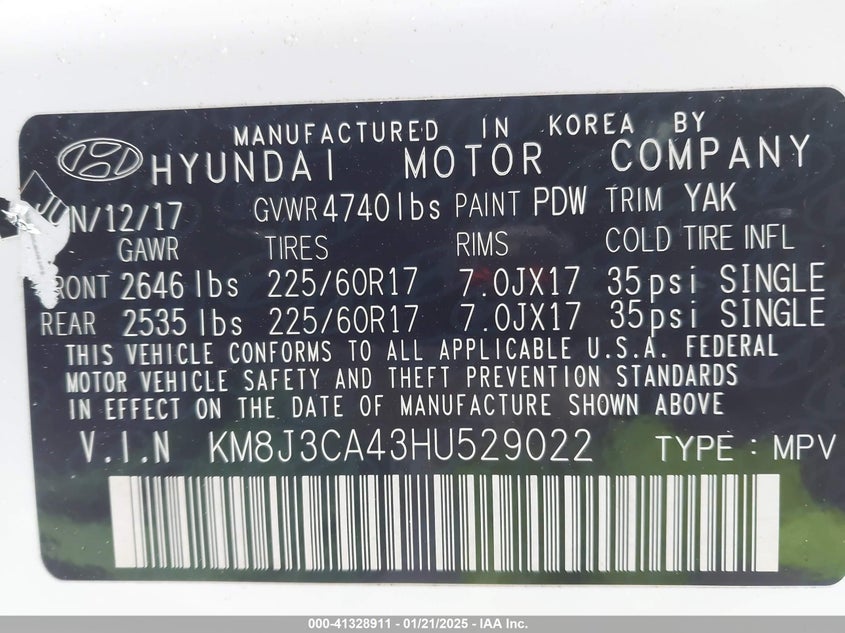 MANUFACTURED IN KOREA BY
HYUNDAI MOTOR COMPANY
JUN/12/17 GVWR 4740lbs PAINT PDW TRIM YAK
GAWR TIRES RIMS COLD TIRE INFL
FRONT 2646 lbs 225/60R17 7.0JX17 35psi SINGLE
REAR 2535 lbs 225/60R17 7.0JX17 35psi SINGLE
THIS VEHICLE CONFORMS TO ALL APPLICABLE U.S.A. FEDERAL
MOTOR VEHICLE SAFETY AND THEFT PREVENTION STANDARDS
IN EFFECT ON THE DATE OF MANUFACTURE SHOWN ABOVE
V.I.N KM8J3CA43HU529022 TYPE : MPV
000-41328911 — 01/21/2025 — IAA Inc.